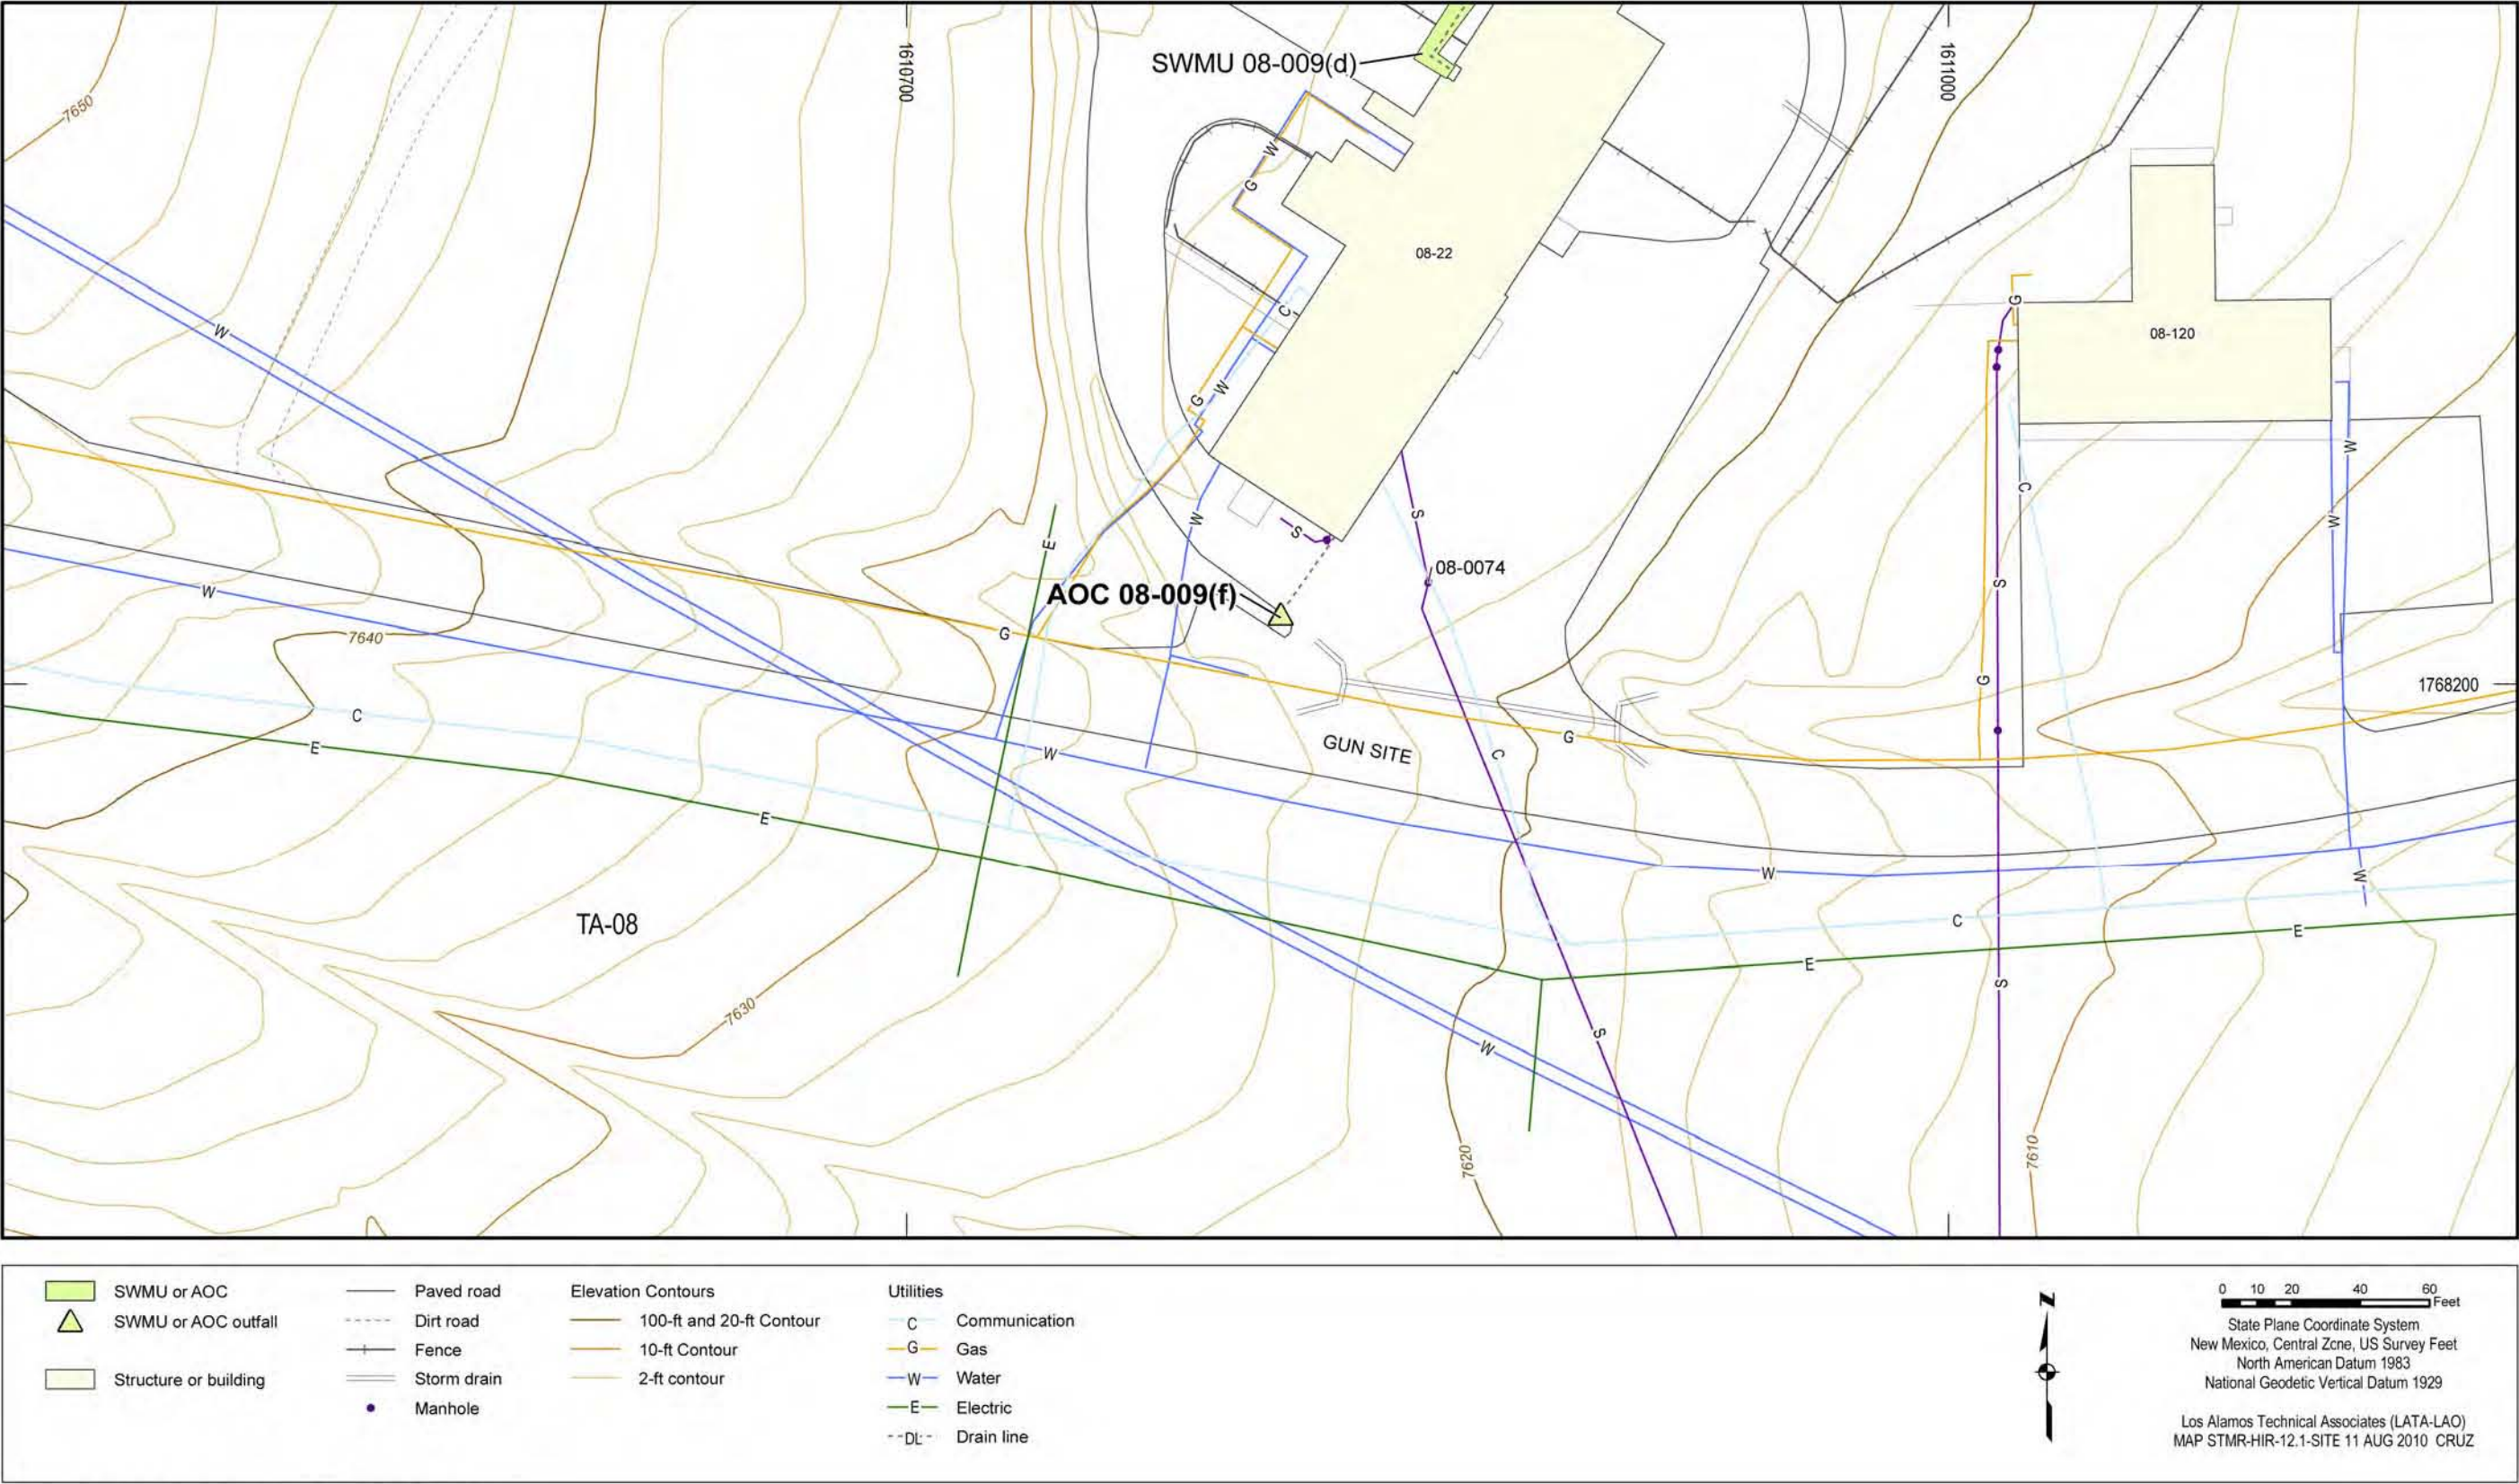 1610700
1611000
SWMU 08-009(d)
7650
W
G
08-22
C
G
08-120
W
G
W
W
W
C
W
W
S
S
E
08-0074
S
AOC 08-009(f)
W
G
7640
G
1768200
C
G
E
GUN SITE
C
W
E
W
W
TA-08
C
E
E
S
7630
S
W
7620
7610
SWMU or AOC
SWMU or AOC outfall
Structure or building
Paved road
Dirt road
Fence
Storm drain
Manhole
Elevation Contours
100-ft and 20-ft Contour
10-ft Contour
2-ft contour
Utilities
C Communication
G Gas
W Water
E Electric
DL Drain line
N
0 10 20 40 60
Feet
State Plane Coordinate System
New Mexico, Central Zone, US Survey Feet
North American Datum 1983
National Geodetic Vertical Datum 1929
Los Alamos Technical Associates (LATA-LAO)
MAP STMR-HIR-12.1-SITE 11 AUG 2010 CRUZ